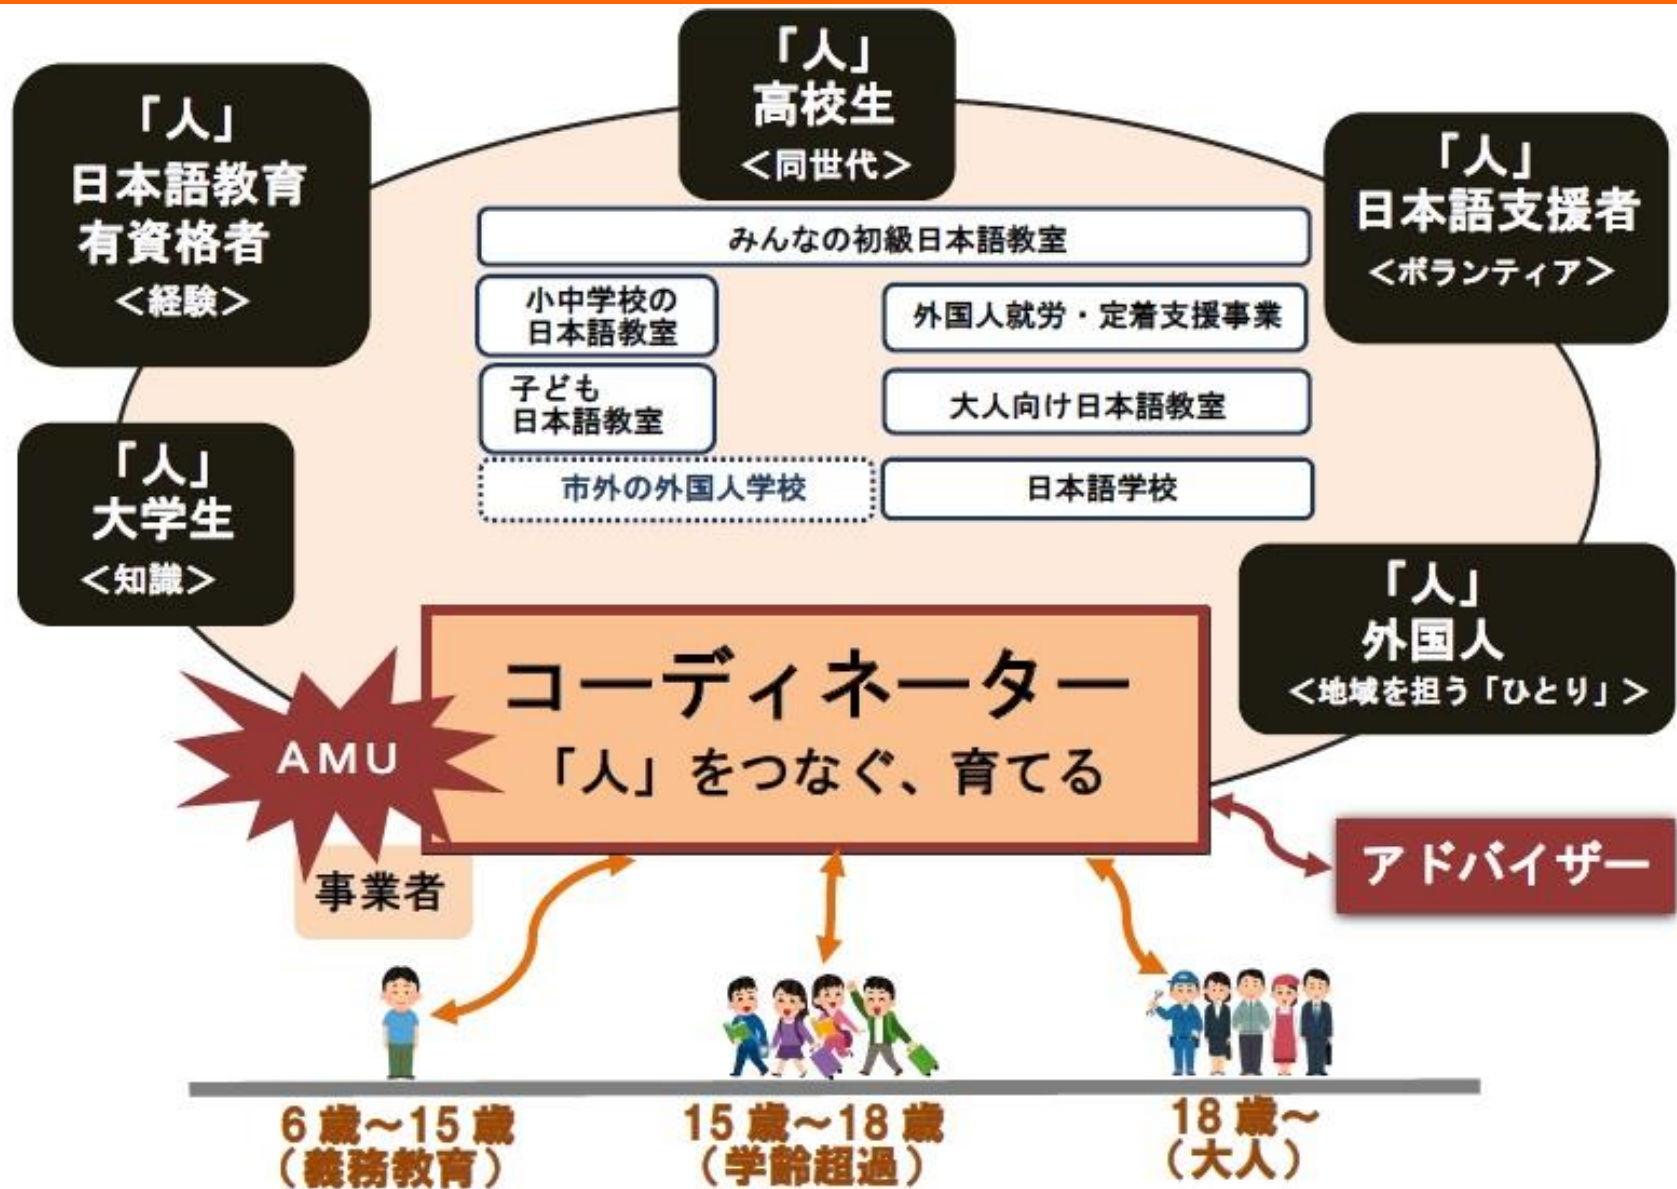 「人」
高校生
＜同世代＞
「人」
日本語教育
有資格者
＜経験＞
「人」
日本語支援者
＜ボランティア＞
みんなの初級日本語教室
小中学校の
日本語教室
外国人就労・定着支援事業
子ども
日本語教室
大人向け日本語教室
市外の外国人学校
日本語学校
「人」
大学生
＜知識＞
「人」
外国人
＜地域を担う「ひとり」＞
コーディネーター
「人」をつなぐ、育てる
AMU
事業者
アドバイザー
6歳～15歳
（義務教育）
15歳～18歳
（学齢超過）
18歳～
（大人）